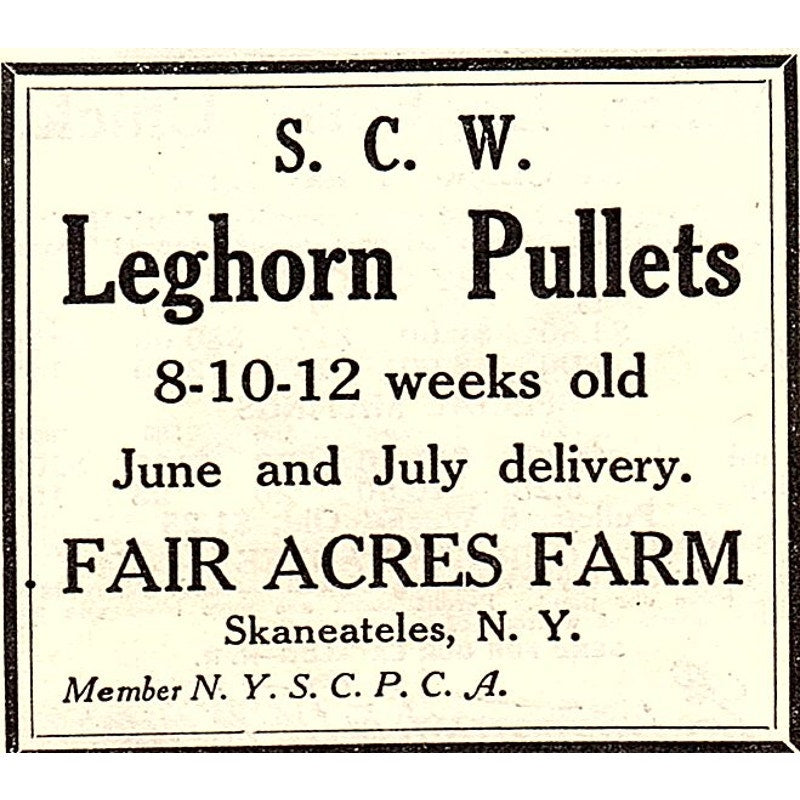 S. C. W.
Leghorn Pullets
8-10-12 weeks old
June and July delivery.
FAIR ACRES FARM
Skaneateles, N. Y.
Member N. Y. S. C. P. C. A.